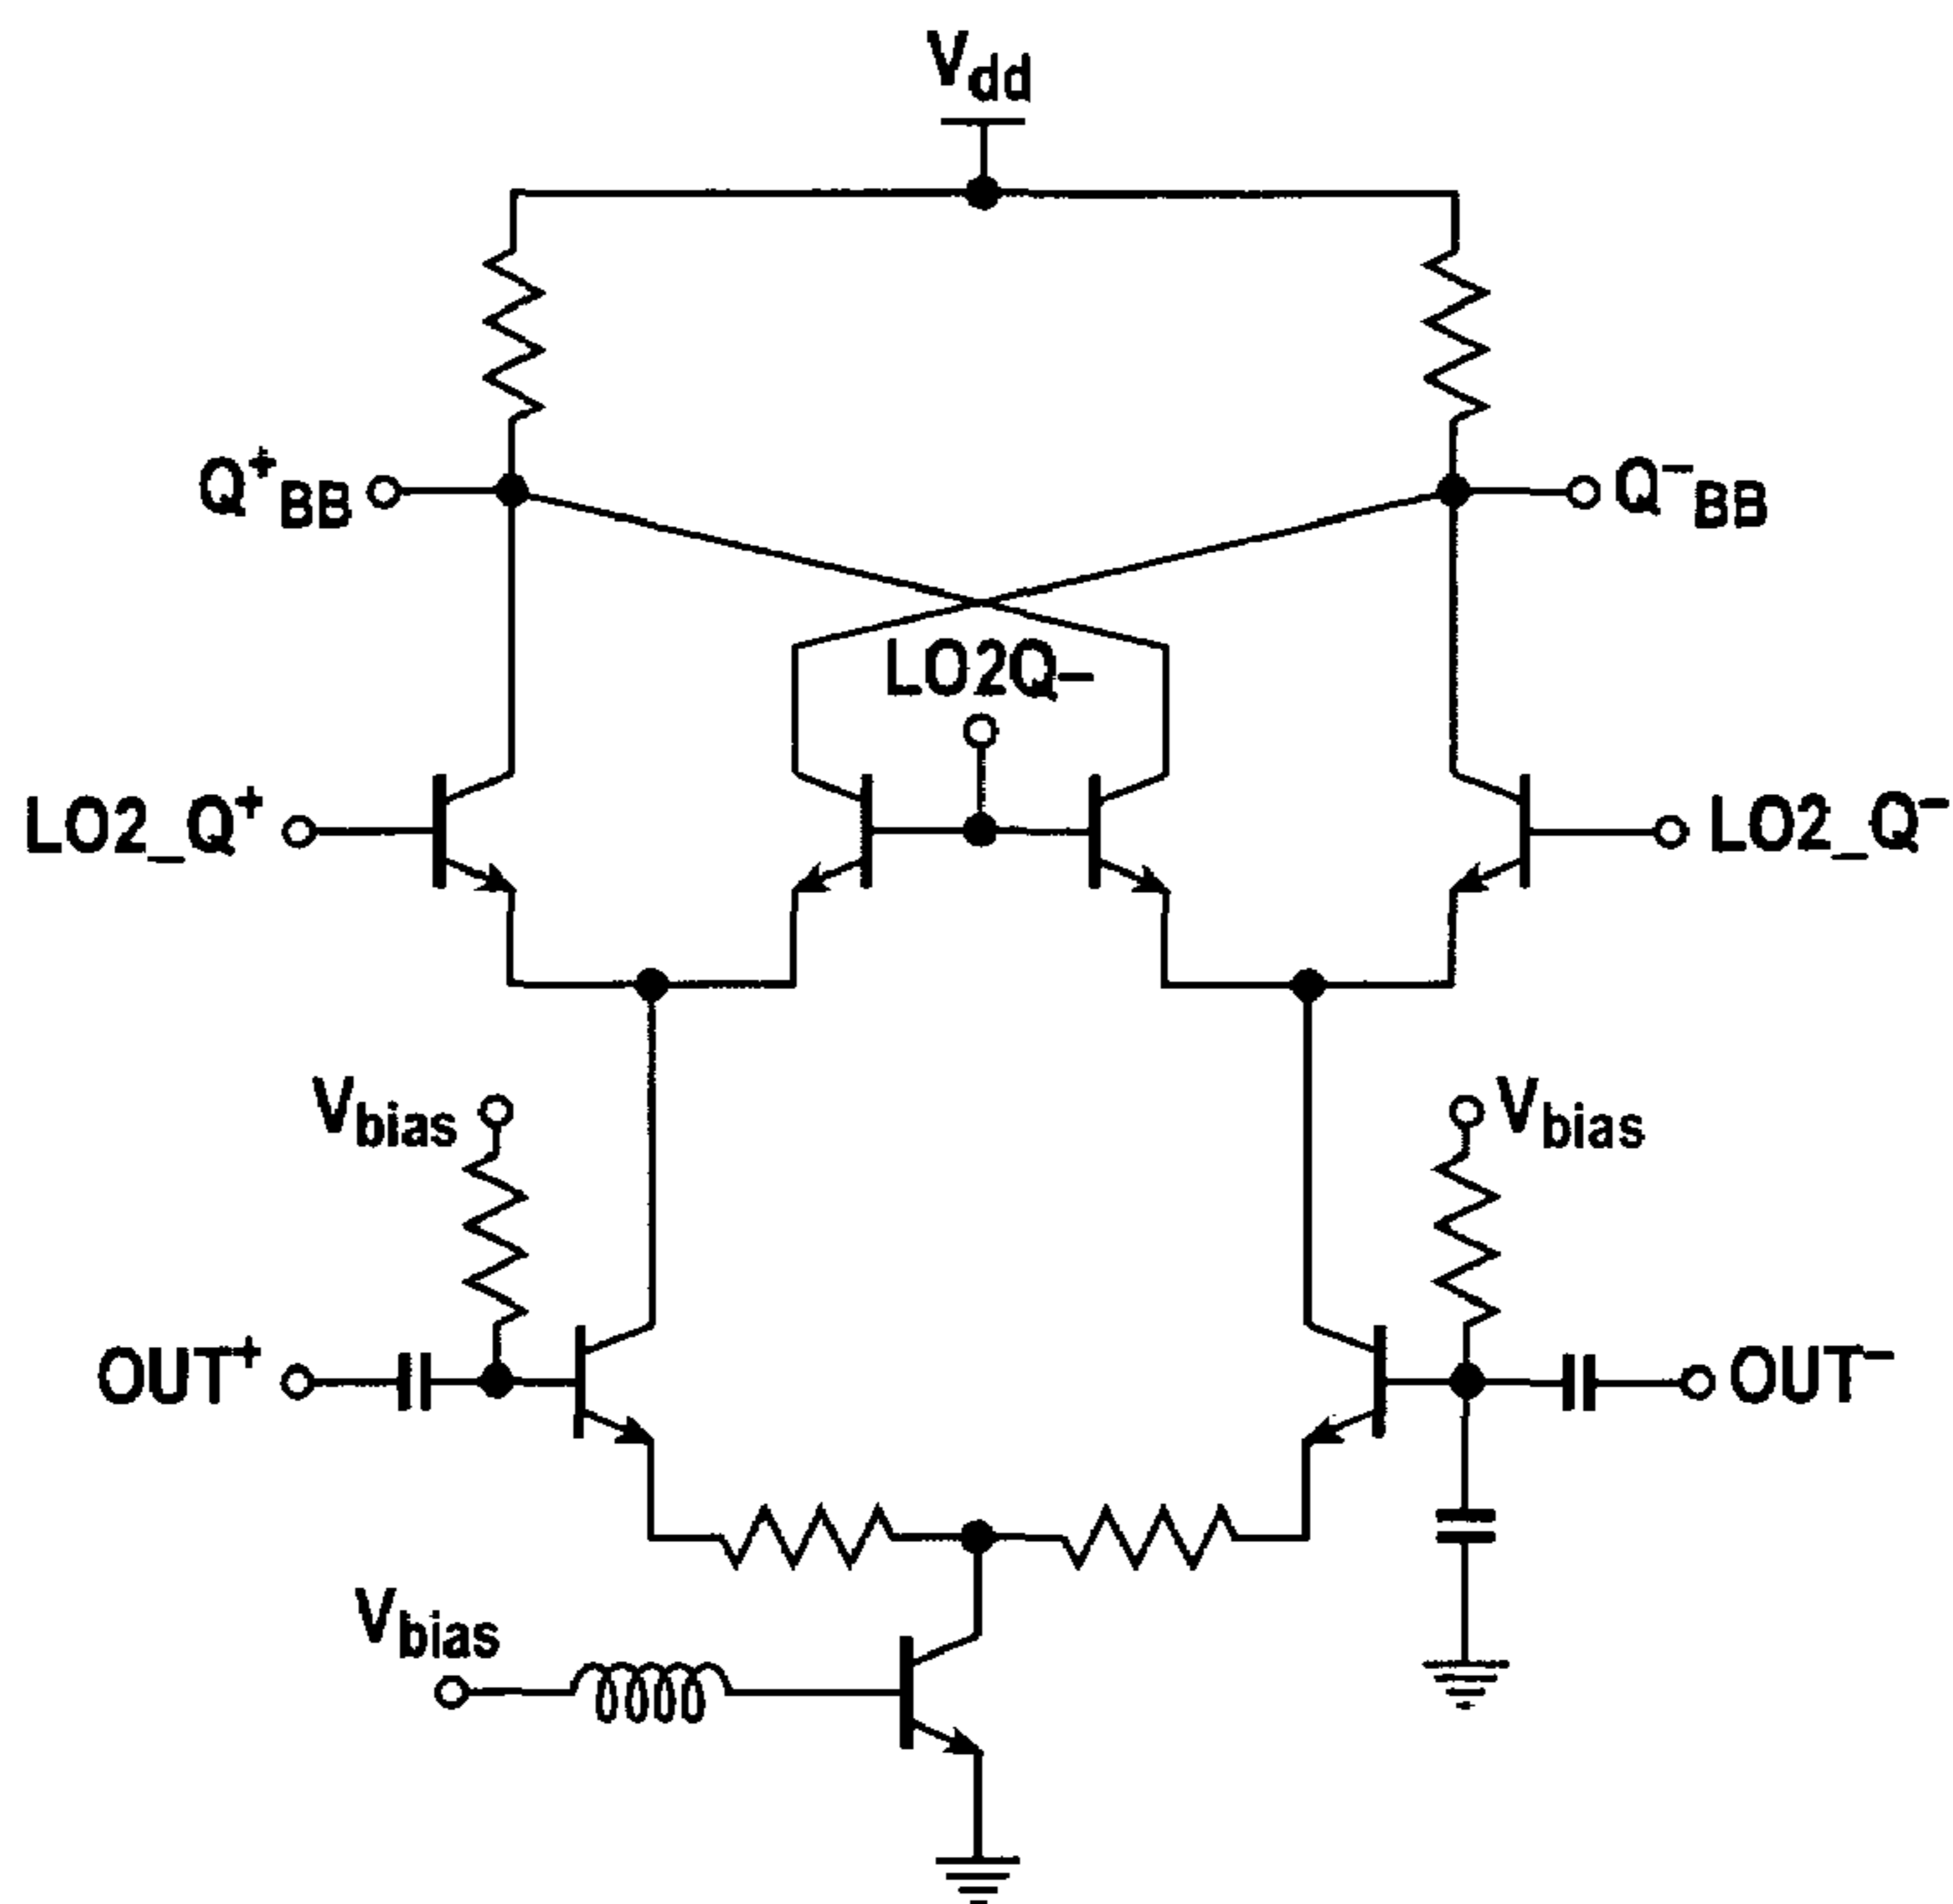 Vdd
Q+BB
Q−BB
LO2Q−
LO2_Q+
LO2_Q−
Vbias
Vbias
OUT+
OUT−
Vbias